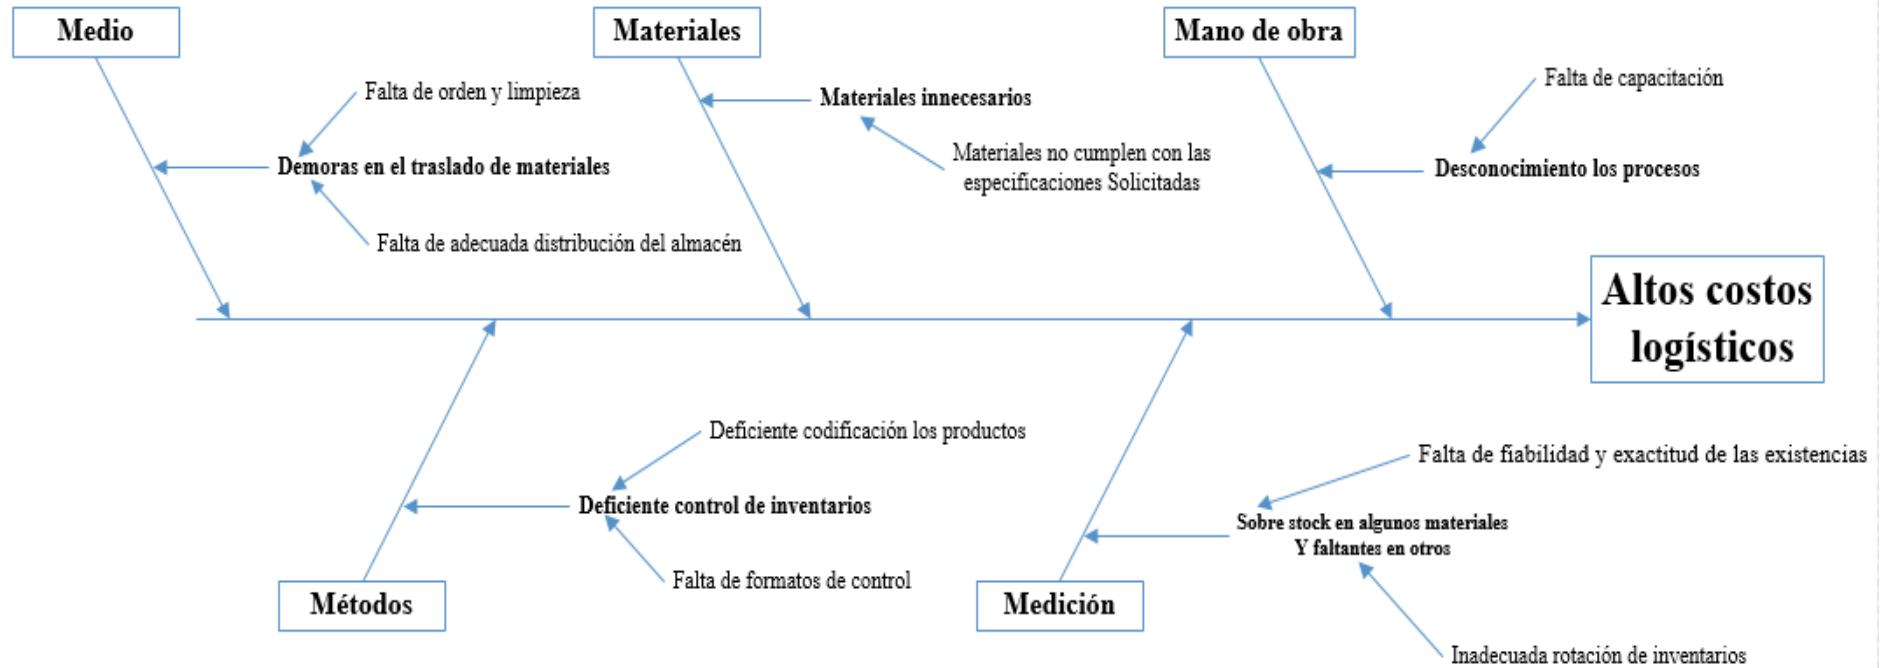 Medio
Materiales
Mano de obra
Falta de orden y limpieza
Demoras en el traslado de materiales
Falta de adecuada distribución del almacén
Materiales innecesarios
Materiales no cumplen con las
especificaciones Solicitadas
Falta de capacitación
Desconocimiento los procesos
Altos costos
logísticos
Deficiente codificación los productos
Deficiente control de inventarios
Falta de formatos de control
Métodos
Falta de fiabilidad y exactitud de las existencias
Sobre stock en algunos materiales
Y faltantes en otros
Inadecuada rotación de inventarios
Medición